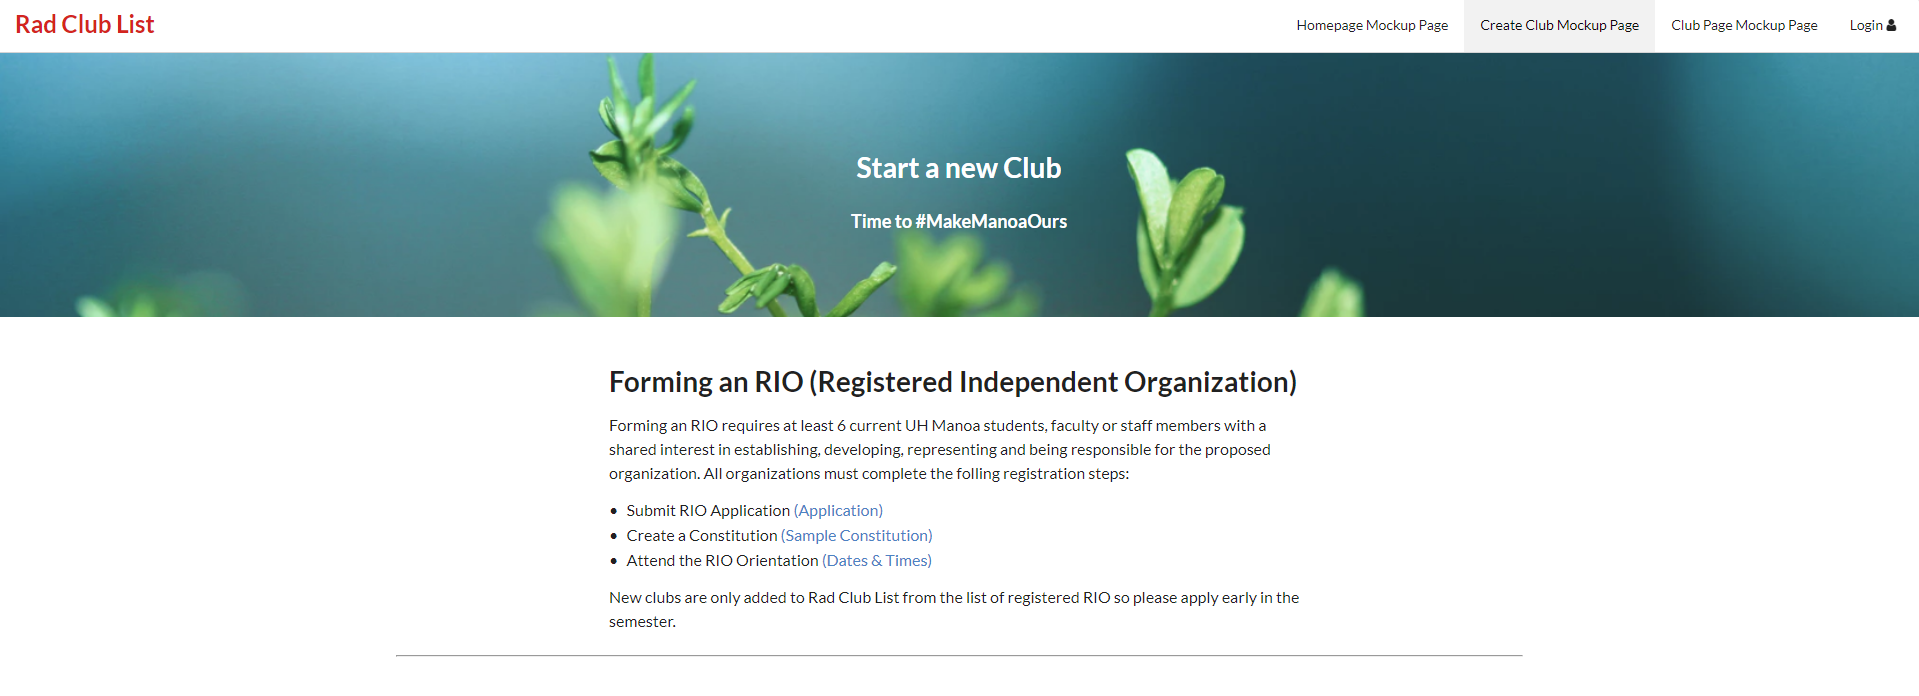 Rad Club List
Homepage Mockup Page
Create Club Mockup Page
Club Page Mockup Page
Login
Start a new Club
Time to #MakeManoaOurs
Forming an RIO (Registered Independent Organization)
Forming an RIO requires at least 6 current UH Manoa students, faculty or staff members with a
shared interest in establishing, developing, representing and being responsible for the proposed
organization. All organizations must complete the folling registration steps:
• Submit RIO Application (Application)
• Create a Constitution (Sample Constitution)
• Attend the RIO Orientation (Dates & Times)
New clubs are only added to Rad Club List from the list of registered RIO so please apply early in the
semester.